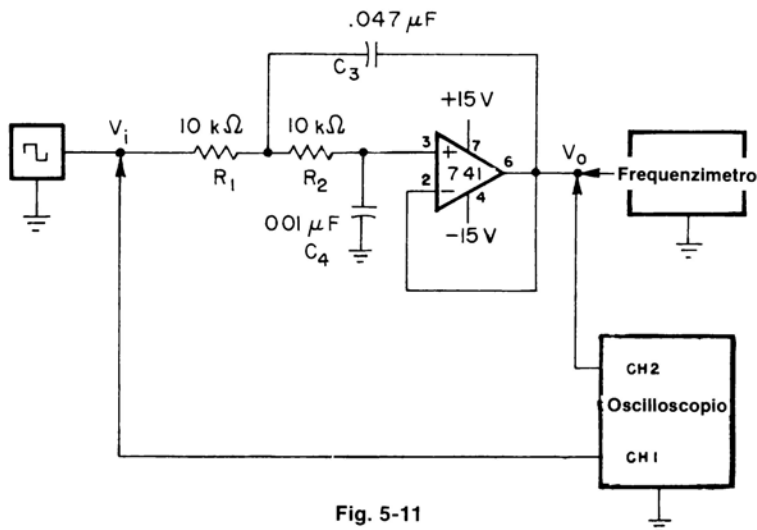 .047 μF
C3
Vi
10 kΩ
10 kΩ
R1
R2
001 μF
C4
+15 V
3
+
7
741
6
2
−
4
−15 V
Vo
Frequenzimetro
CH2
Oscilloscopio
CH1
Fig. 5-11